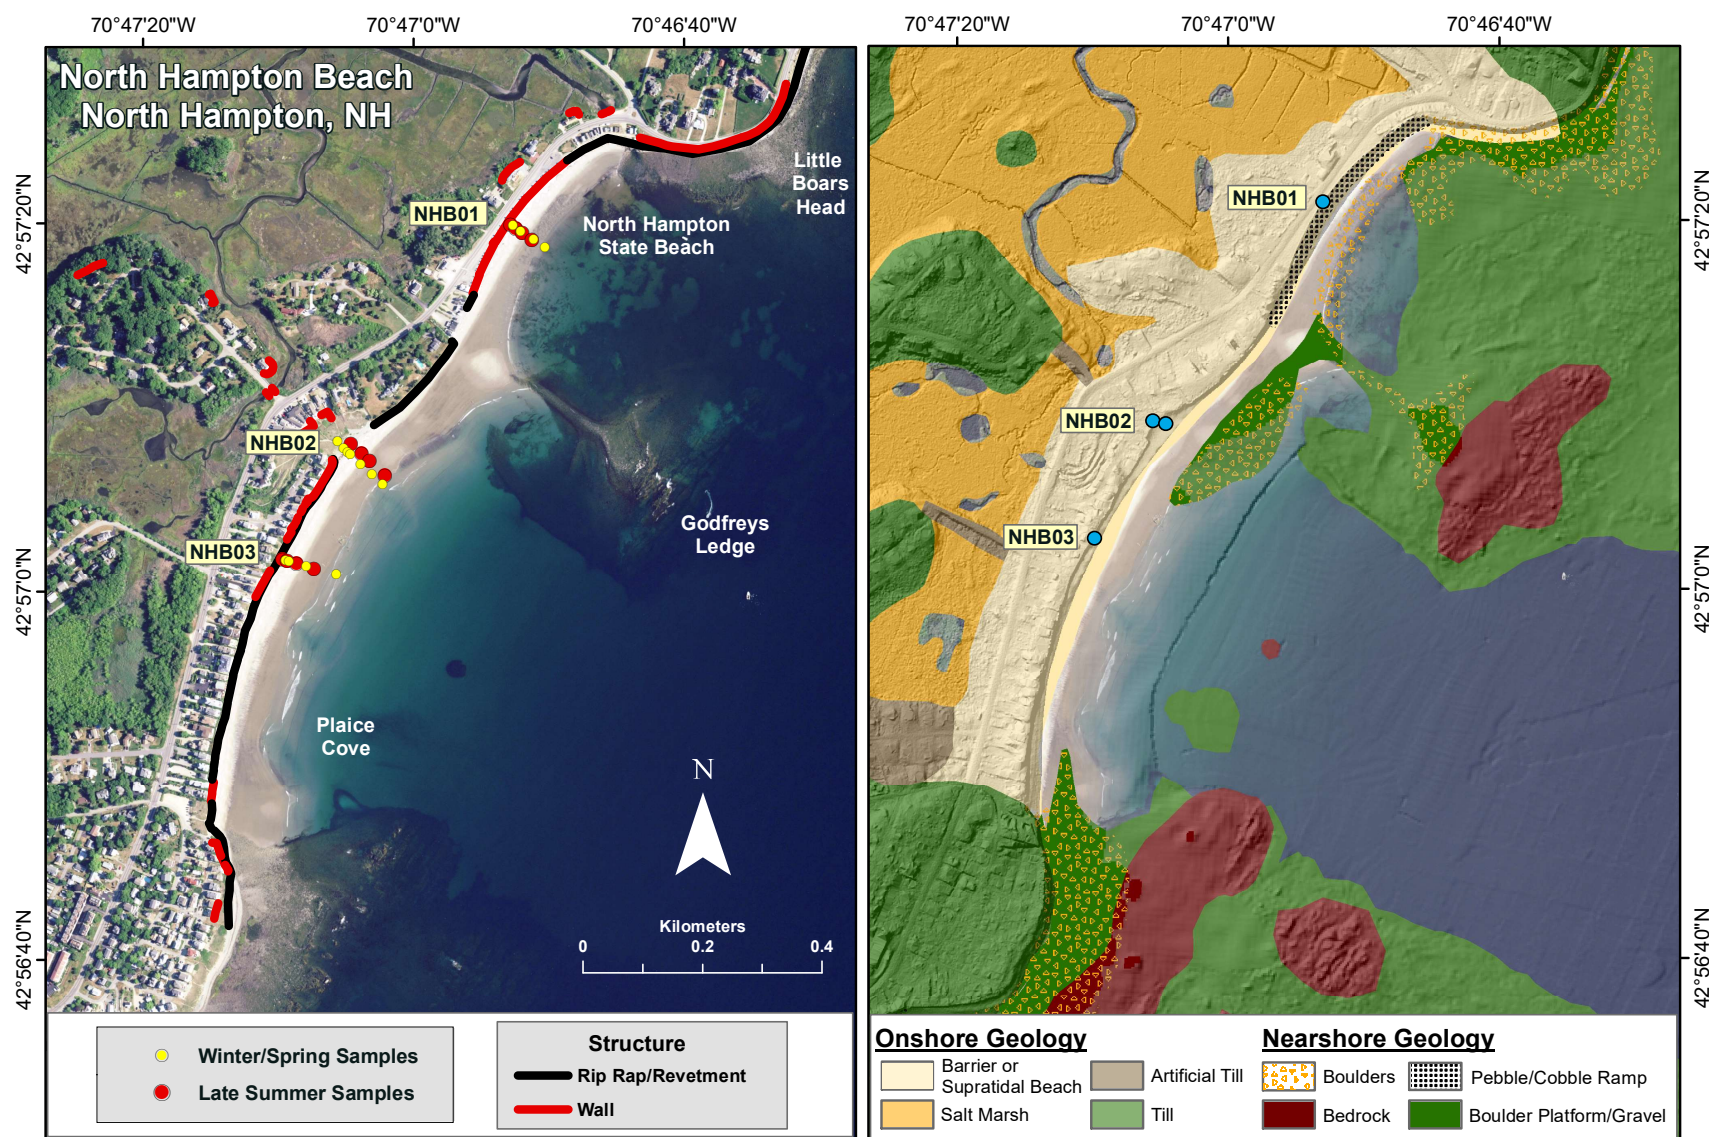 70°47'20"W
70°47'0"W
70°46'40"W
70°47'20"W
70°47'0"W
70°46'40"W
North Hampton Beach
North Hampton, NH
42°57'20"N
42°57'0"N
42°56'40"N
Little
Boars
Head
NHB01
North Hampton
State Beach
NHB02
Godfreys
Ledge
NHB03
Plaice
Cove
N
Kilometers
0 0.2 0.4
Winter/Spring Samples
Late Summer Samples
Structure
Rip Rap/Revetment
Wall
NHB01
NHB02
NHB03
42°57'20"N
42°57'0"N
42°56'40"N
Onshore Geology
Barrier or
Supratidal Beach
Artificial Till
Salt Marsh
Till
Nearshore Geology
Boulders
Pebble/Cobble Ramp
Bedrock
Boulder Platform/Gravel